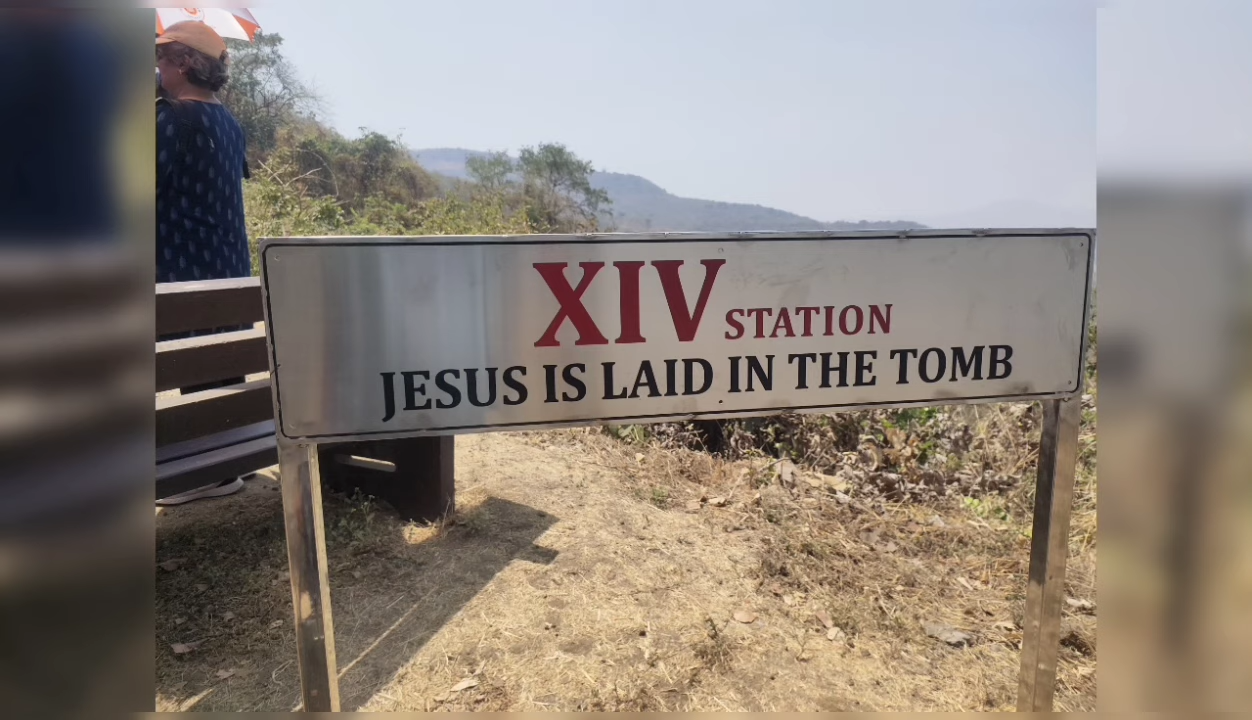 XIV STATION
JESUS IS LAID IN THE TOMB